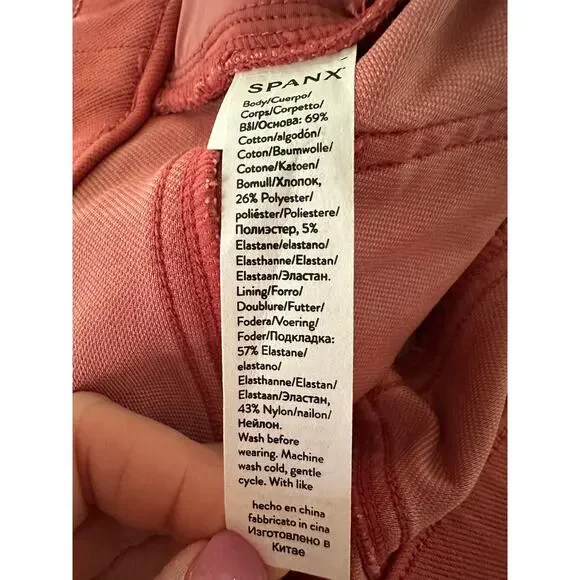 SPANX
Body/Cuerpo/
Corps/Corpetto/
Bål/Основа: 69%
Cotton/algodón/
Coton/Baumwolle/
Cotone/Katoen/
Bomull/Хлопок,
26% Polyester/
poliéster/Poliestere/
Полиэстер, 5%
Elastane/elastano/
Elasthanne/Elastan/
Elastaan/Эластан.
Lining/Forro/
Doublure/Futter/
Fodera/Voering/
Foder/Подкладка:
57% Elastane/
elastano/
Elasthanne/Elastan/
Elastaan/Эластан,
43% Nylon/nailon/
Нейлон.
Wash before
wearing. Machine
wash cold, gentle
cycle. With like
hecho en china
fabbricato in cina
Изготовлено в
Китае